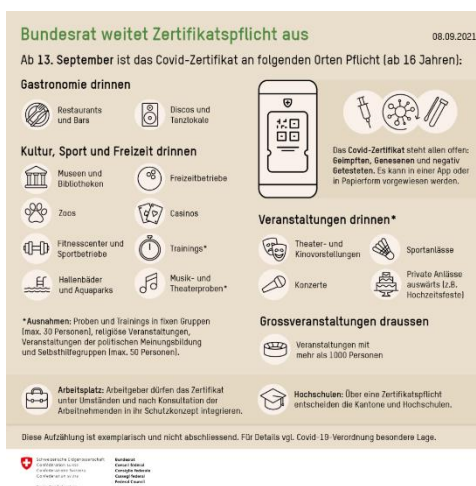 Bundesrat weitet Zertifikatspflicht aus
08.09.2021
Ab 13. September ist das Covid-Zertifikat an folgenden Orten Pflicht (ab 16 Jahren):
Gastronomie drinnen
Restaurants
und Bars
Discos und
Tanzlokale
Kultur, Sport und Freizeit drinnen
Museen und
Bibliotheken
Freizeitbetriebe
Zoos
Casinos
Fitnesscenter und
Sportbetriebe
Trainings*
Hallenbäder
und Aquaparks
Musik- und
Theaterproben*
*Ausnahmen: Proben und Trainings in fixen Gruppen
(max. 30 Personen), religiöse Veranstaltungen,
Veranstaltungen der politischen Meinungsbildung
und Selbsthilfegruppen (max. 50 Personen).
Das Covid-Zertifikat steht allen offen:
Geimpften, Genesenen und negativ
Getesteten. Es kann in einer App oder
in Papierform vorgewiesen werden.
Veranstaltungen drinnen*
Theater- und
Kinovorstellungen
Sportanlässe
Konzerte
Private Anlässe
auswärts (z.B.
Hochzeitsfeste)
Grossveranstaltungen draussen
Veranstaltungen mit
mehr als 1000 Personen
Arbeitsplatz: Arbeitgeber dürfen das Zertifikat
unter Umständen und nach Konsultation der
Arbeitnehmenden in ihr Schutzkonzept integrieren.
Hochschulen: Über eine Zertifikatspflicht
entscheiden die Kantone und Hochschulen.
Diese Aufzählung ist exemplarisch und nicht abschliessend. Für Details vgl. Covid-19-Verordnung besondere Lage.
Schweizerische Eidgenossenschaft
Confédération suisse
Confederazione Svizzera
Confederaziun svizra
Bundesrat
Conseil fédéral
Consiglio federale
Cussegl federal
Federal Council